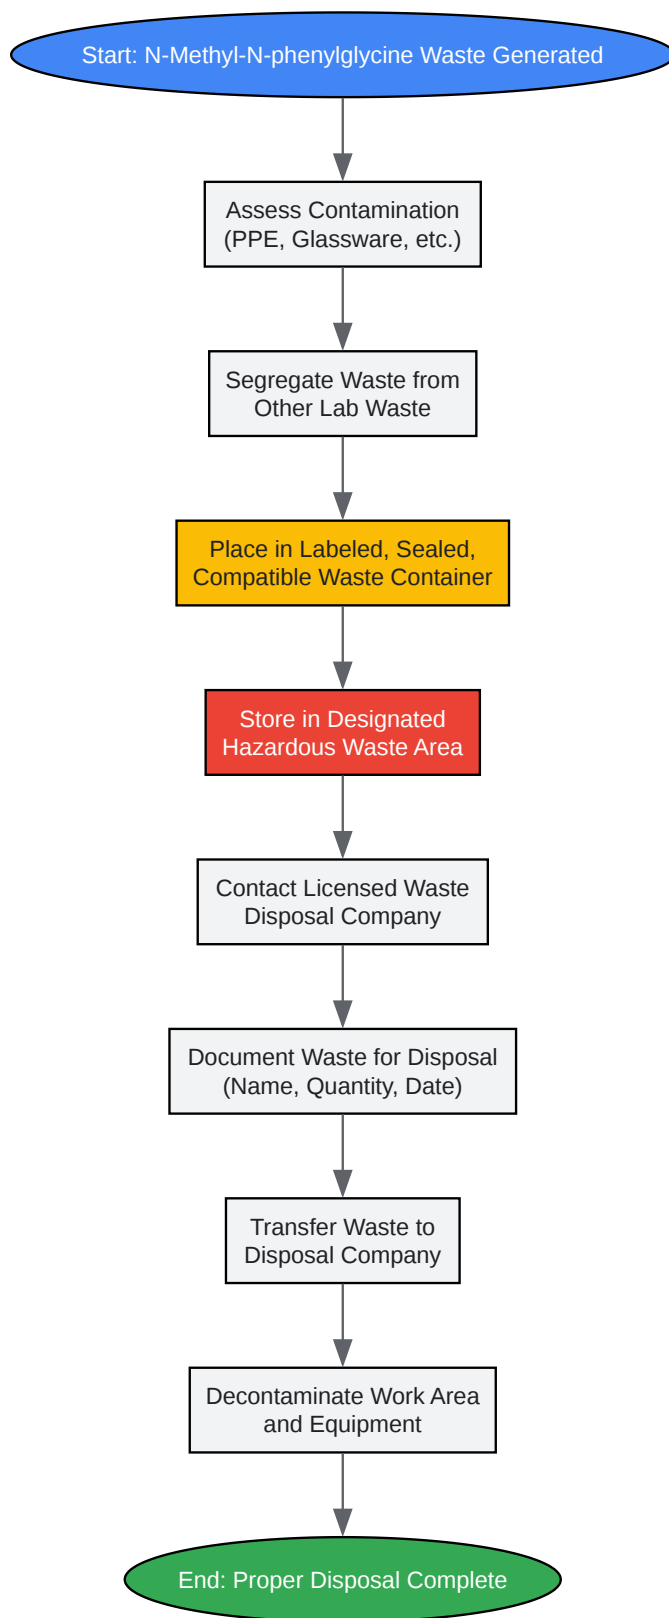 Start: N-Methyl-N-phenylglycine Waste Generated
Assess Contamination
(PPE, Glassware, etc.)
Segregate Waste from
Other Lab Waste
Place in Labeled, Sealed,
Compatible Waste Container
Store in Designated
Hazardous Waste Area
Contact Licensed Waste
Disposal Company
Document Waste for Disposal
(Name, Quantity, Date)
Transfer Waste to
Disposal Company
Decontaminate Work Area
and Equipment
End: Proper Disposal Complete